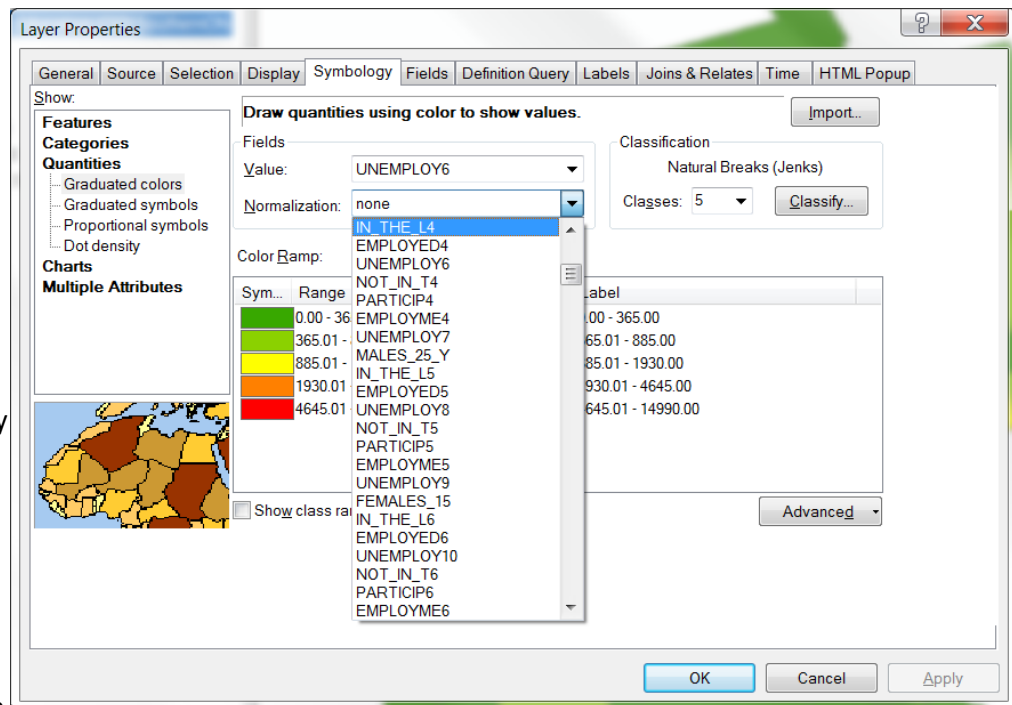 Layer Properties
General Source Selection Display Symbology Fields Definition Query Labels Joins & Relates Time HTML Popup
Show:
Features
Categories
Quantities
Graduated colors
Graduated symbols
Proportional symbols
Dot density
Charts
Multiple Attributes
Draw quantities using color to show values.
Import...
Fields
Value: UNEMPLOY6
Normalization: none
Classification
Natural Breaks (Jenks)
Classes: 5 Classify...
Color Ramp:
IN_THE_L4
EMPLOYED4
UNEMPLOY6
NOT_IN_T4
PARTICIP4
EMPLOYME4
UNEMPLOY7
MALES_25_Y
IN_THE_L5
EMPLOYED5
UNEMPLOY8
NOT_IN_T5
PARTICIP5
EMPLOYME5
UNEMPLOY9
FEMALES_15
IN_THE_L6
EMPLOYED6
UNEMPLOY10
NOT_IN_T6
PARTICIP6
EMPLOYME6
Sym... Range Label
0.00 - 36 .00 - 365.00
365.01 - 65.01 - 885.00
885.01 - 85.01 - 1930.00
1930.01 930.01 - 4645.00
4645.01 645.01 - 14990.00
Show class ra
Advanced
OK Cancel Apply
y